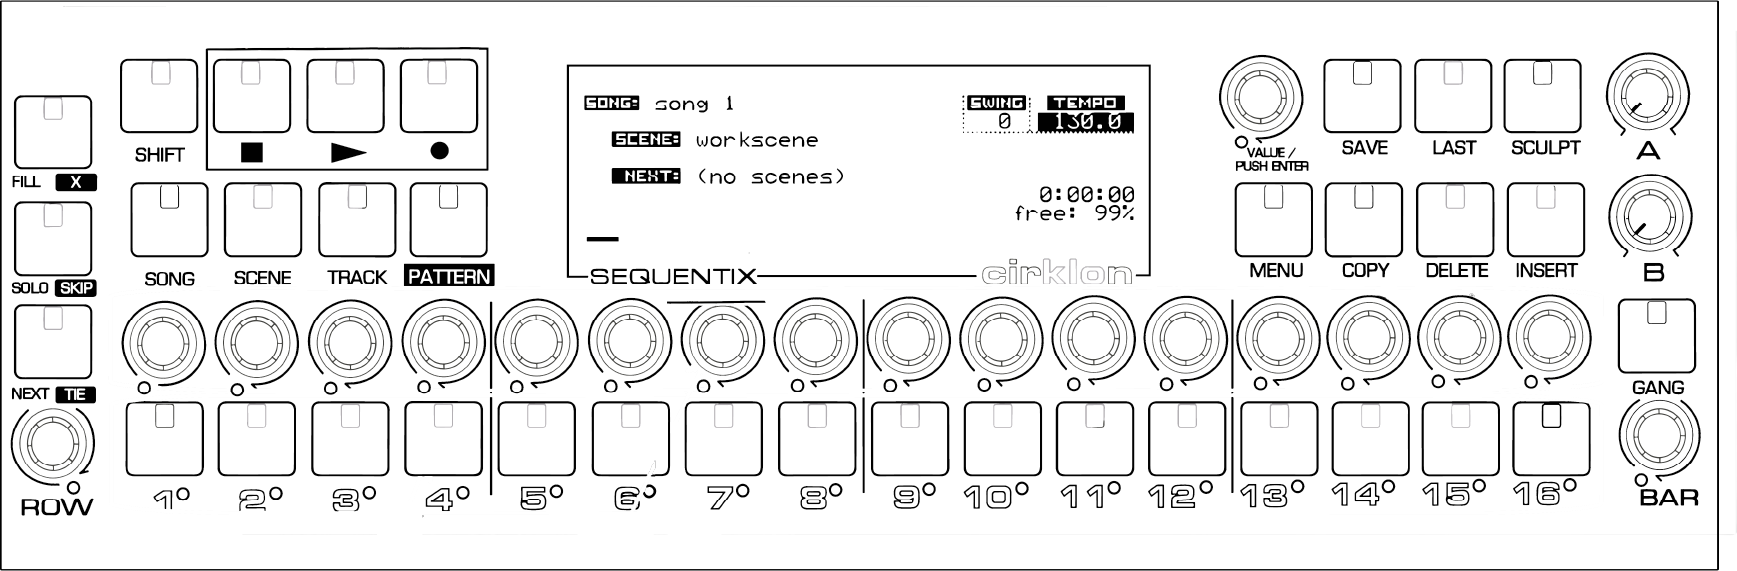 SONG: song 1
SWING TEMPO
0 130.0
SCENE: workscene
NEXT: (no scenes)
0:00:00
free: 99%
SEQUENTIX cirklon
SHIFT
FILL X
SOLO SKIP
NEXT TIE
ROW
SONG SCENE TRACK PATTERN
VALUE /
PUSH ENTER
SAVE LAST SCULPT A
MENU COPY DELETE INSERT B
GANG
BAR
1 2 3 4 5 6 7 8 9 10 11 12 13 14 15 16